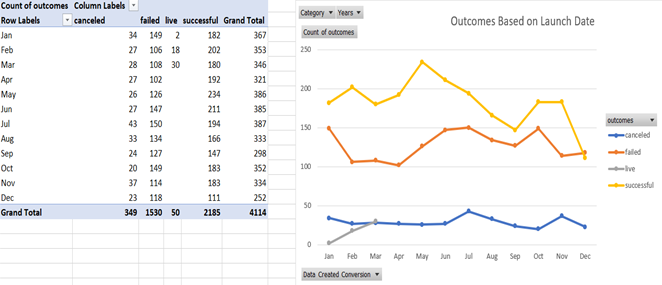 Count of outcomes Column Labels
Row Labels canceled failed live successful Grand Total
Jan 34 149 2 182 367
Feb 27 106 18 202 353
Mar 28 108 30 180 346
Apr 27 102 192 321
May 26 126 234 386
Jun 27 147 211 385
Jul 43 150 194 387
Aug 33 134 166 333
Sep 24 127 147 298
Oct 20 149 183 352
Nov 37 114 183 334
Dec 23 118 111 252
Grand Total 349 1530 50 2185 4114
Category Years
Count of outcomes
Outcomes Based on Launch Date
250
200
150
100
50
0
Jan Feb Mar Apr May Jun Jul Aug Sep Oct Nov Dec
outcomes
canceled
failed
live
successful
Data Created Conversion